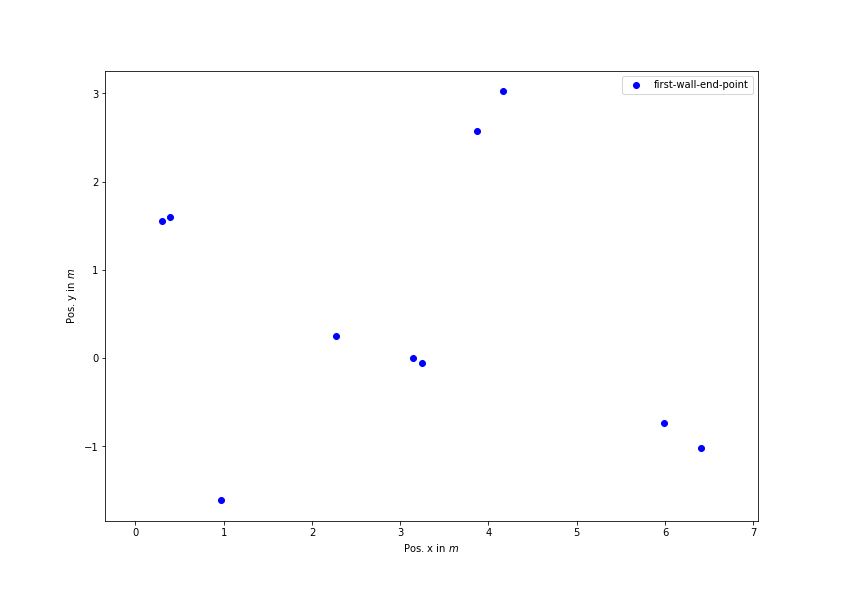 first-wall-end-point
3
2
1
0
−1
Pos. y in m
0 1 2 3 4 5 6 7
Pos. x in m